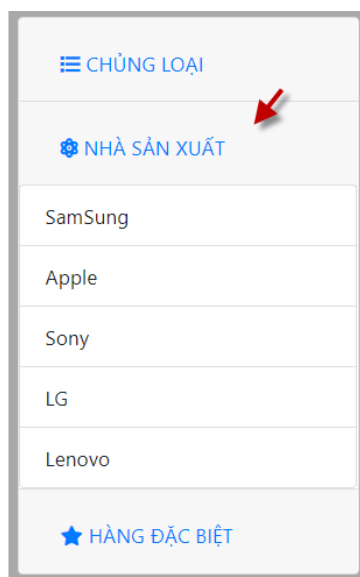 CHỦNG LOẠI
NHÀ SẢN XUẤT
SamSung
Apple
Sony
LG
Lenovo
HÀNG ĐẶC BIỆT